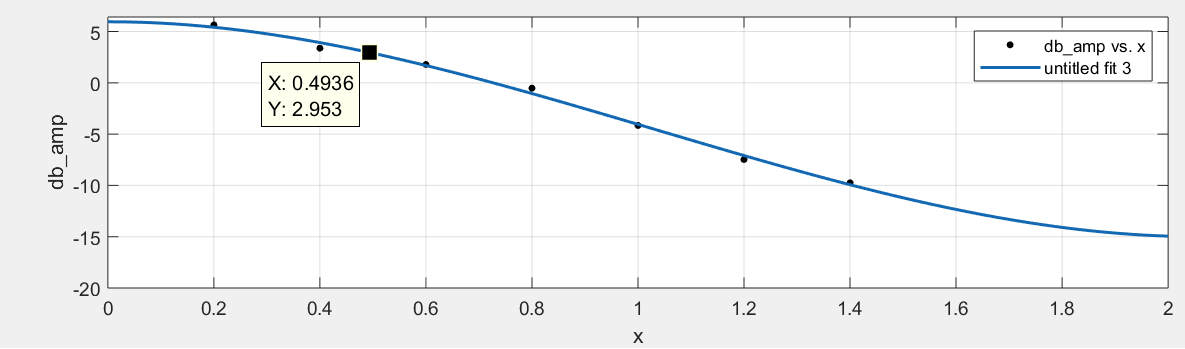 db_amp vs. x
untitled fit 3
5
0
-5
-10
-15
-20
db_amp
X: 0.4936
Y: 2.953
0 0.2 0.4 0.6 0.8 1 1.2 1.4 1.6 1.8 2
x